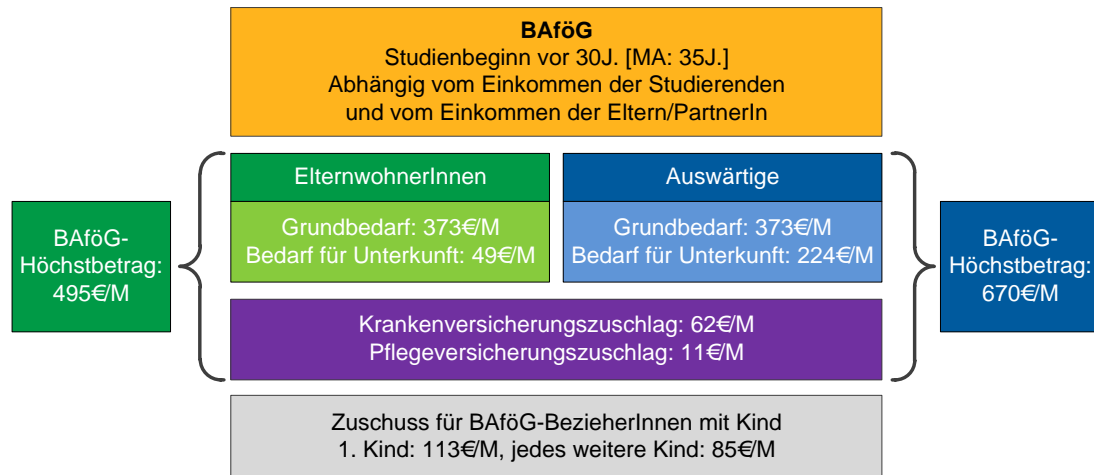 BAföG
Studienbeginn vor 30J. [MA: 35J.]
Abhängig vom Einkommen der Studierenden
und vom Einkommen der Eltern/PartnerIn
BAföG-
Höchstbetrag:
495€/M
ElternwohnerInnen
Grundbedarf: 373€/M
Bedarf für Unterkunft: 49€/M
Auswärtige
Grundbedarf: 373€/M
Bedarf für Unterkunft: 224€/M
BAföG-
Höchstbetrag:
670€/M
Krankenversicherungszuschlag: 62€/M
Pflegeversicherungszuschlag: 11€/M
Zuschuss für BAföG-BezieherInnen mit Kind
1. Kind: 113€/M, jedes weitere Kind: 85€/M